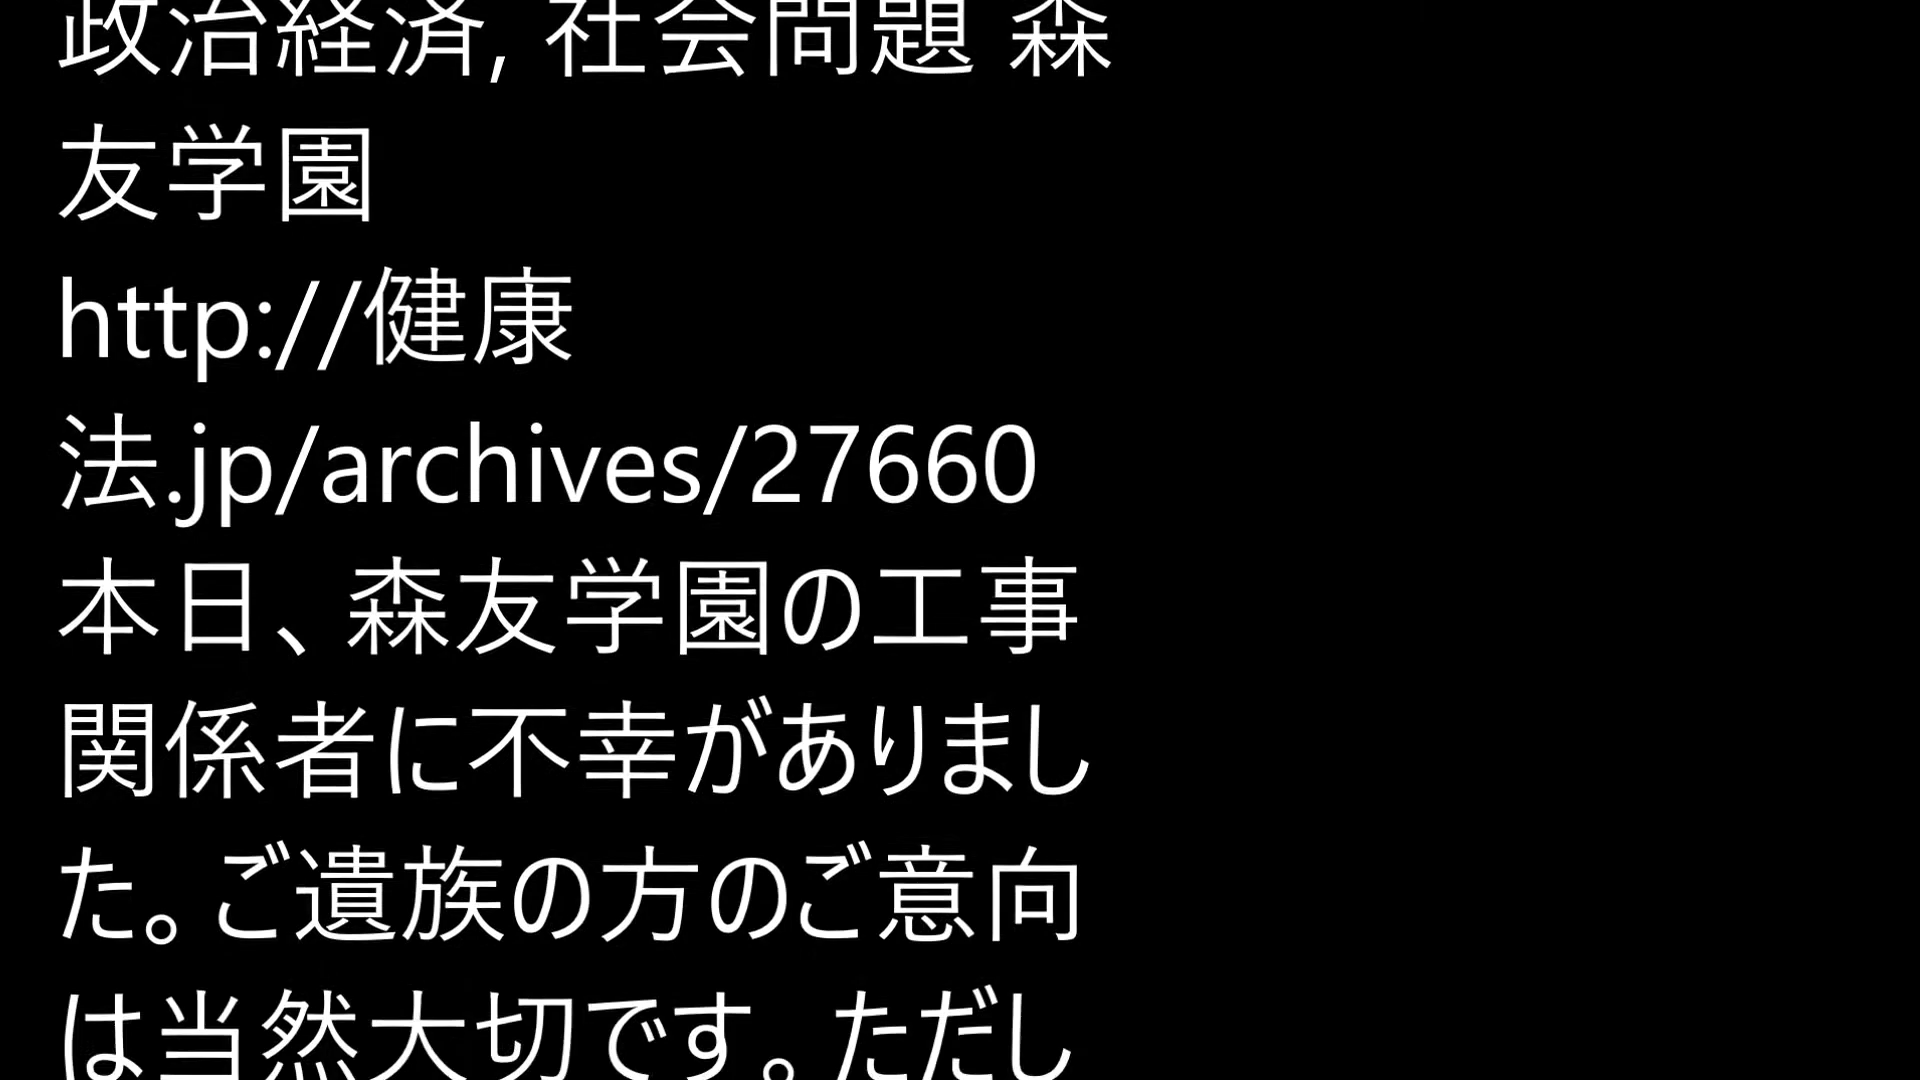 政治経済, 社会問題 森
友学園
http://健康
法.jp/archives/27660
本日、森友学園の工事
関係者に不幸がありまし
た。ご遺族の方のご意向
は当然大切です。ただし